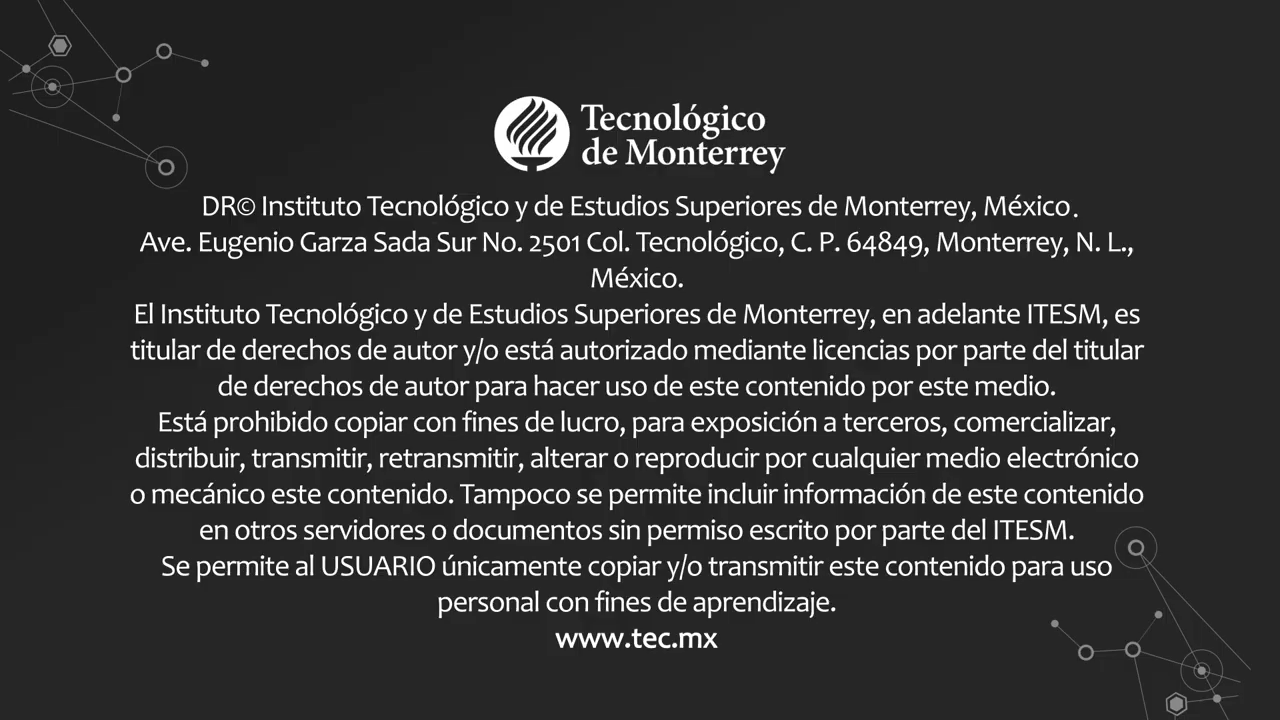 Tecnológico
de Monterrey
DR© Instituto Tecnológico y de Estudios Superiores de Monterrey, México.
Ave. Eugenio Garza Sada Sur No. 2501 Col. Tecnológico, C. P. 64849, Monterrey, N. L.,
México.
El Instituto Tecnológico y de Estudios Superiores de Monterrey, en adelante ITESM, es
titular de derechos de autor y/o está autorizado mediante licencias por parte del titular
de derechos de autor para hacer uso de este contenido por este medio.
Está prohibido copiar con fines de lucro, para exposición a terceros, comercializar,
distribuir, transmitir, retransmitir, alterar o reproducir por cualquier medio electrónico
o mecánico este contenido. Tampoco se permite incluir información de este contenido
en otros servidores o documentos sin permiso escrito por parte del ITESM.
Se permite al USUARIO únicamente copiar y/o transmitir este contenido para uso
personal con fines de aprendizaje.
www.tec.mx